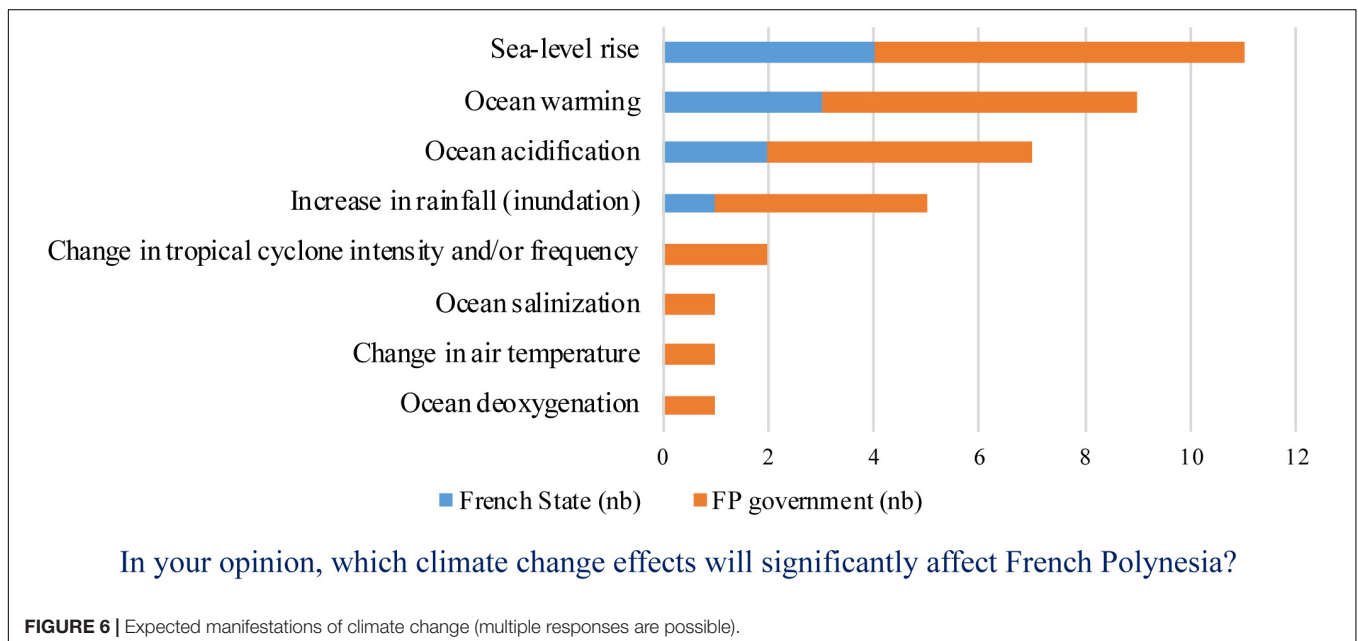 Sea-level rise
Ocean warming
Ocean acidification
Increase in rainfall (inundation)
Change in tropical cyclone intensity and/or frequency
Ocean salinization
Change in air temperature
Ocean deoxygenation
0 2 4 6 8 10 12
French State (nb) FP government (nb)
In your opinion, which climate change effects will significantly affect French Polynesia?
FIGURE 6 | Expected manifestations of climate change (multiple responses are possible).